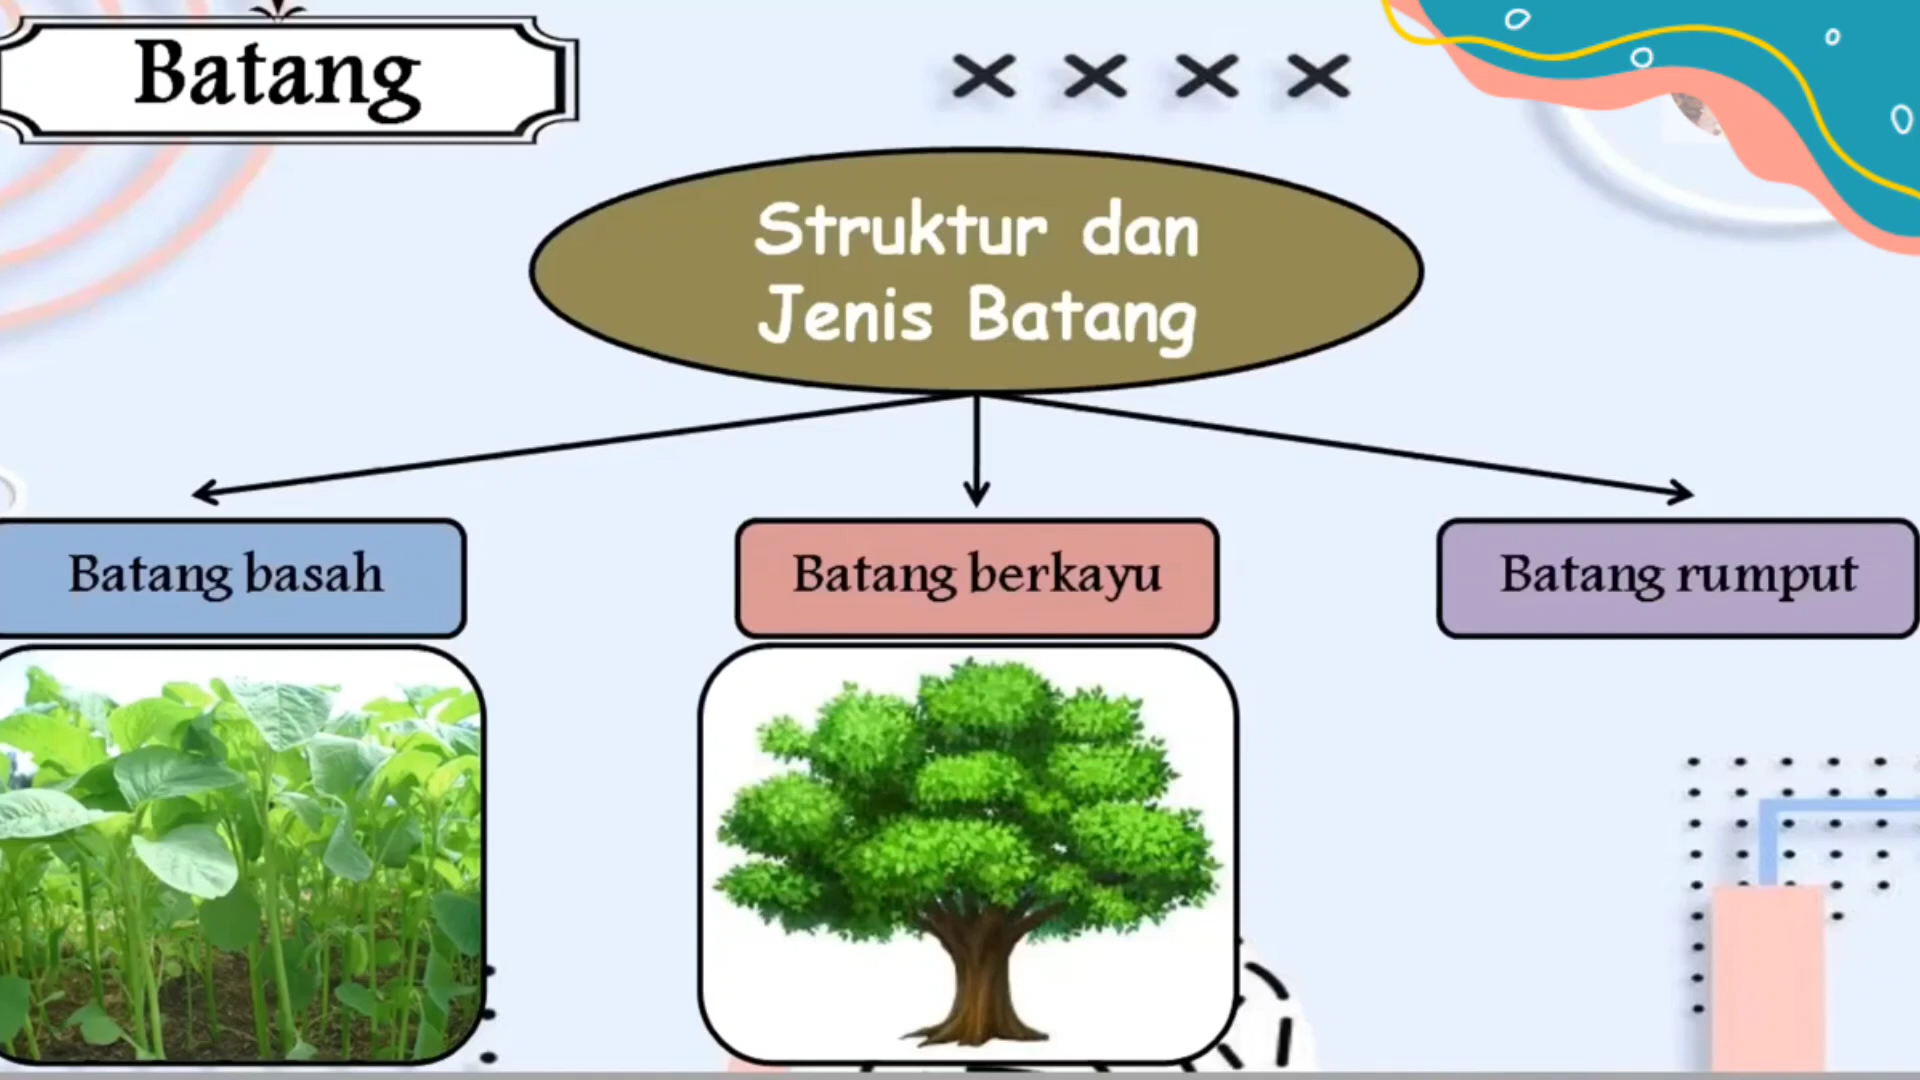 Batang
Struktur dan
Jenis Batang
Batang basah
Batang berkayu
Batang rumput